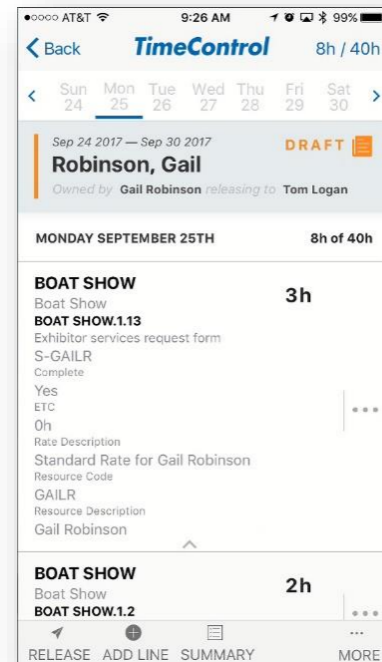 AT&T 9:26 AM 99%
Back TimeControl 8h / 40h
Sun Mon Tue Wed Thu Fri Sat
24 25 26 27 28 29 30
Sep 24 2017 — Sep 30 2017 DRAFT
Robinson, Gail
Owned by Gail Robinson releasing to Tom Logan
MONDAY SEPTEMBER 25TH 8h of 40h
BOAT SHOW 3h
Boat Show
BOAT SHOW.1.13
Exhibitor services request form
S-GAILR
Complete
Yes
ETC
0h
Rate Description
Standard Rate for Gail Robinson
Resource Code
GAILR
Resource Description
Gail Robinson
BOAT SHOW 2h
Boat Show
BOAT SHOW.1.2
RELEASE ADD LINE SUMMARY MORE